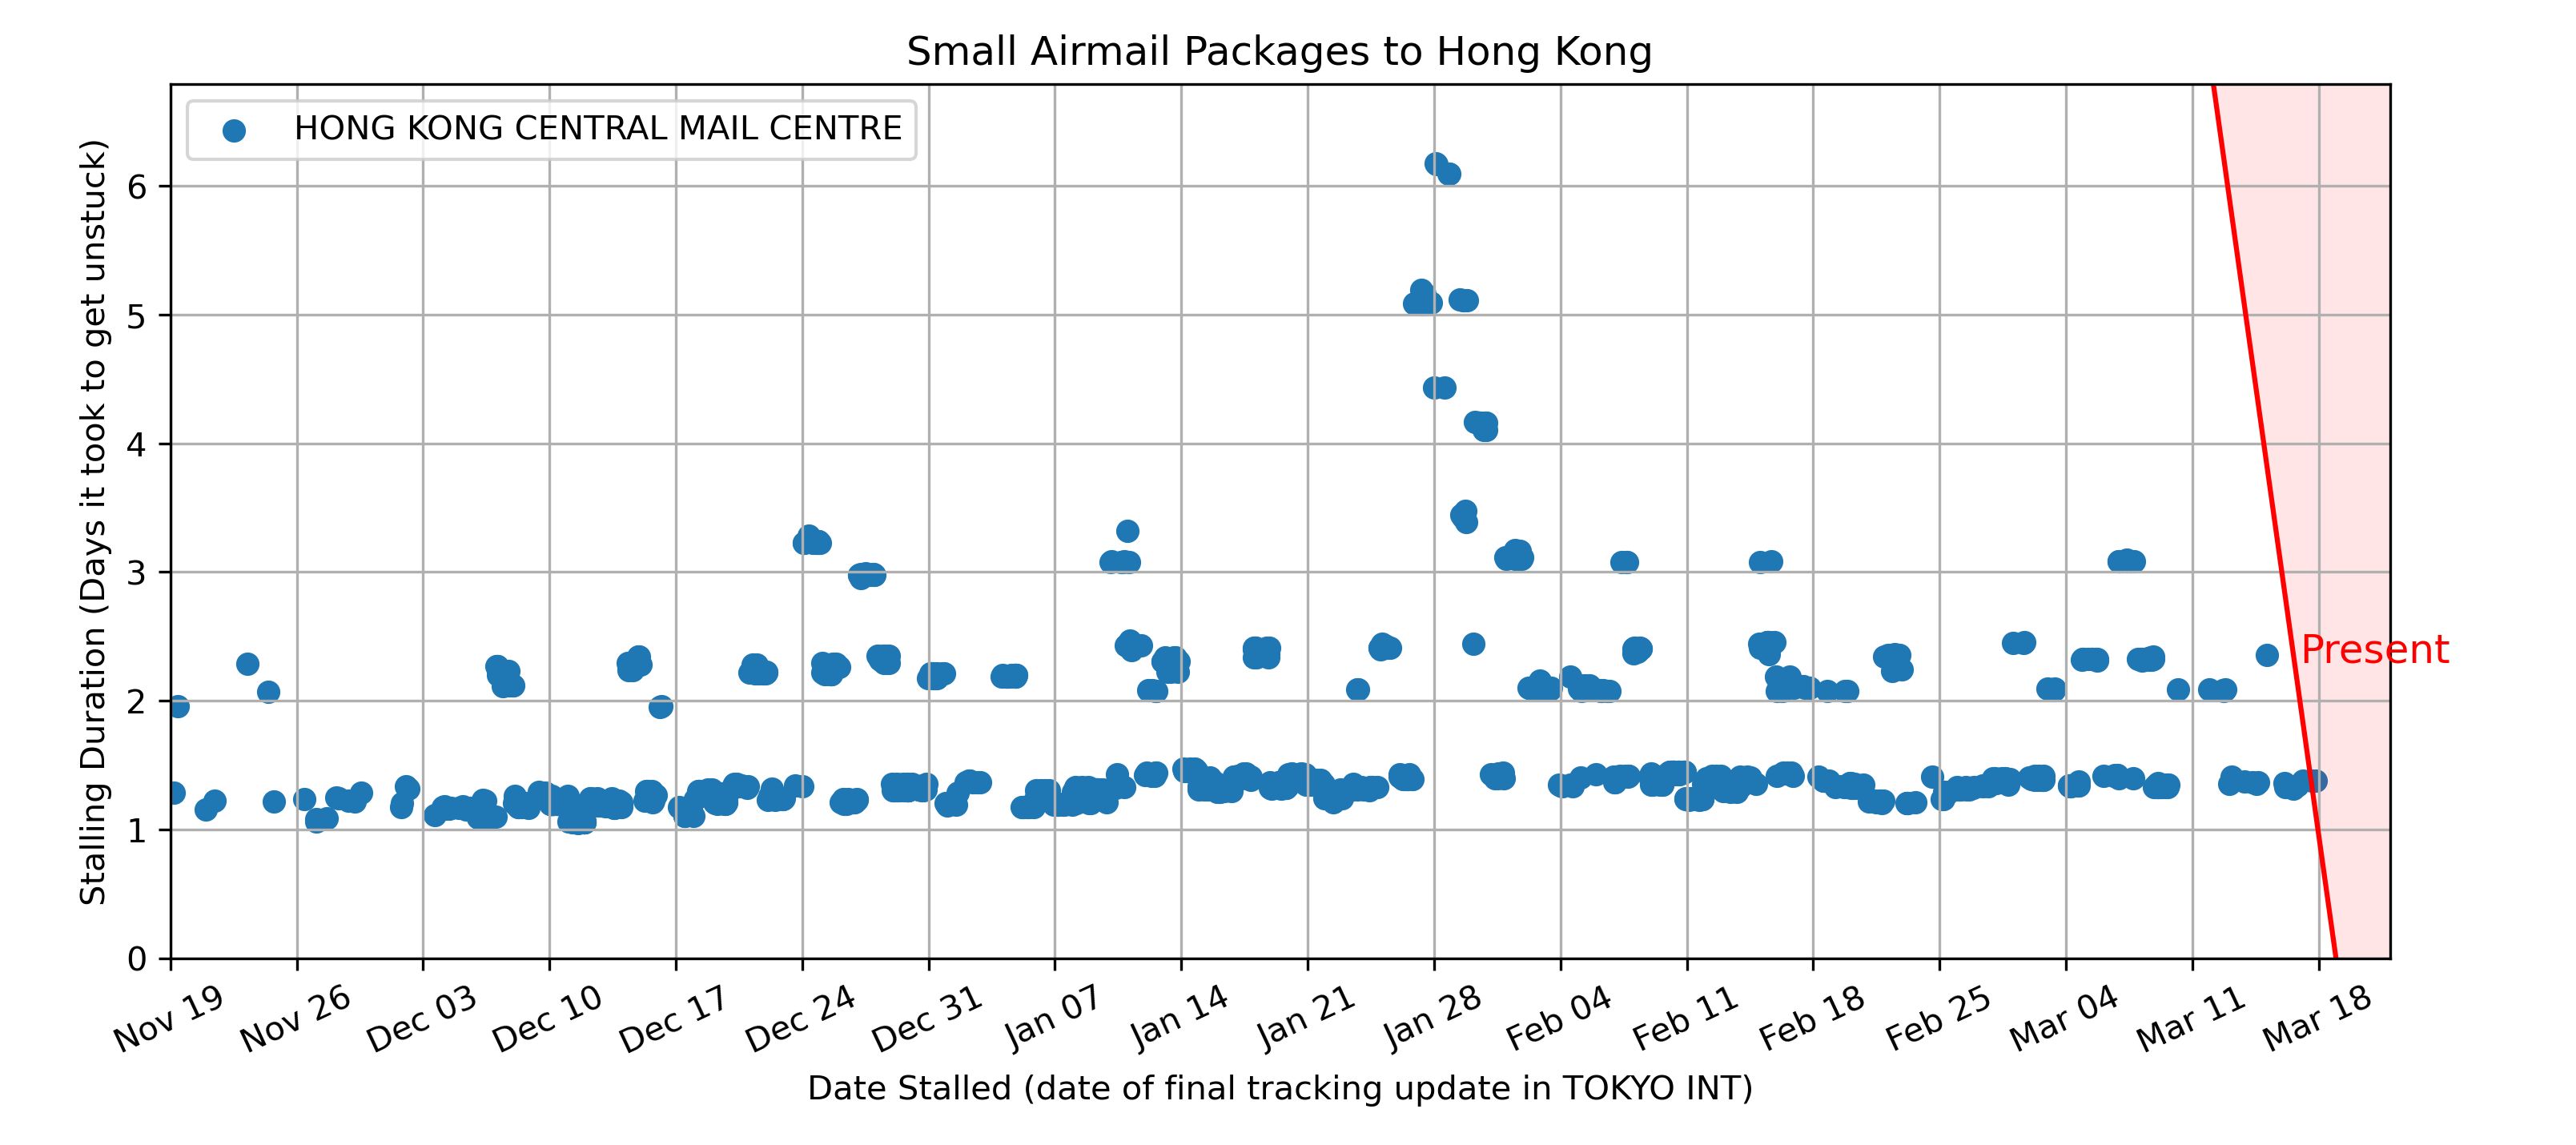 Small Airmail Packages to Hong Kong
HONG KONG CENTRAL MAIL CENTRE
Stalling Duration (Days it took to get unstuck)
6
5
4
3
2
1
0
Present
Nov 19
Nov 26
Dec 03
Dec 10
Dec 17
Dec 24
Dec 31
Jan 07
Jan 14
Jan 21
Jan 28
Feb 04
Feb 11
Feb 18
Feb 25
Mar 04
Mar 11
Mar 18
Date Stalled (date of final tracking update in TOKYO INT)